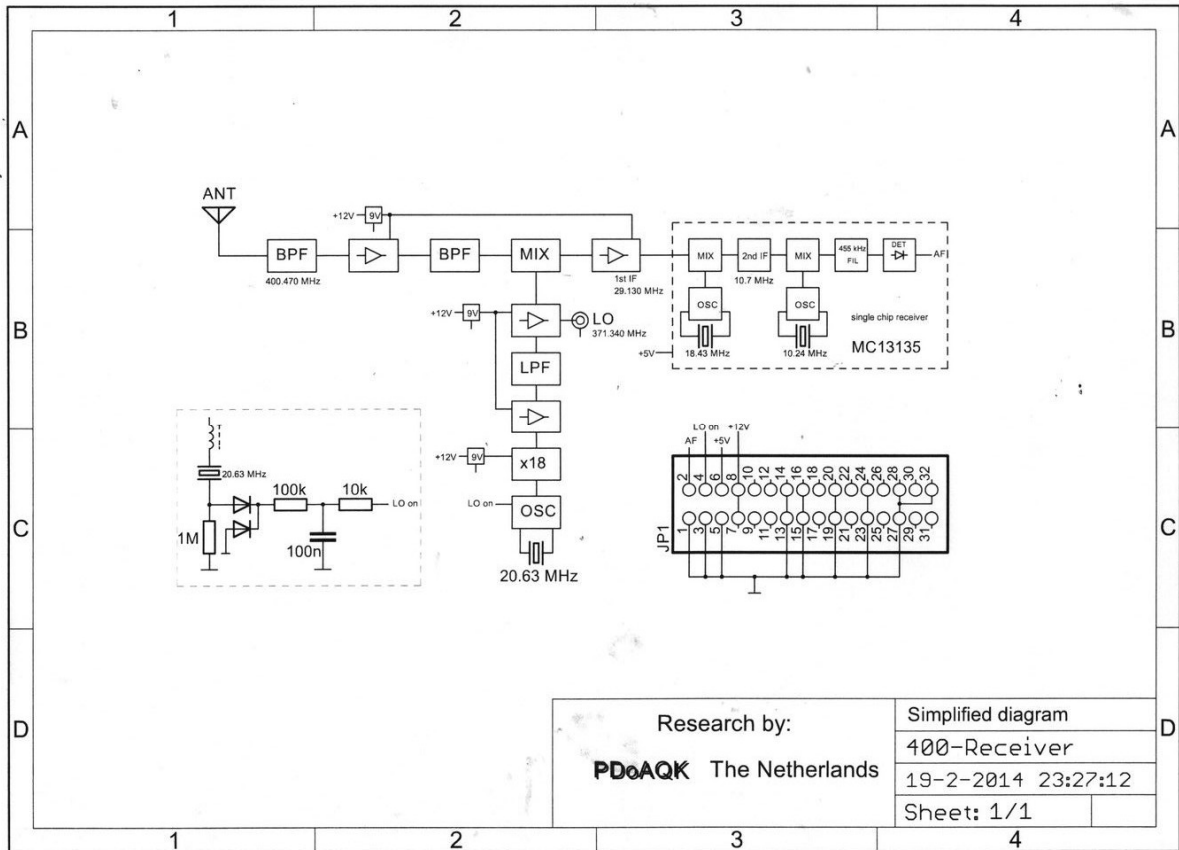 1 2 3 4
A A
ANT
+12V 9V
BPF BPF MIX MIX 2nd IF MIX 455 kHz FIL DET AF
400.470 MHz
1st IF
29.130 MHz
10.7 MHz
OSC OSC
+12V 9V
LO
371.340 MHz
B B
single chip receiver
+5V 18.43 MHz 10.24 MHz MC13135
LPF
LO on +12V
AF +5V
+12V 9V x18
20.63 MHz
100k 10k
LO on
LO on OSC
2 4 6 8 10 12 14 16 18 20 22 24 26 28 30 32
C C
1M
100n
1 3 5 7 9 11 13 15 17 19 21 23 25 27 29 31
JP1
20.63 MHz
Research by:
PDoAQK The Netherlands
Simplified diagram
400-Receiver
19-2-2014 23:27:12
Sheet: 1/1
D D
1 2 3 4